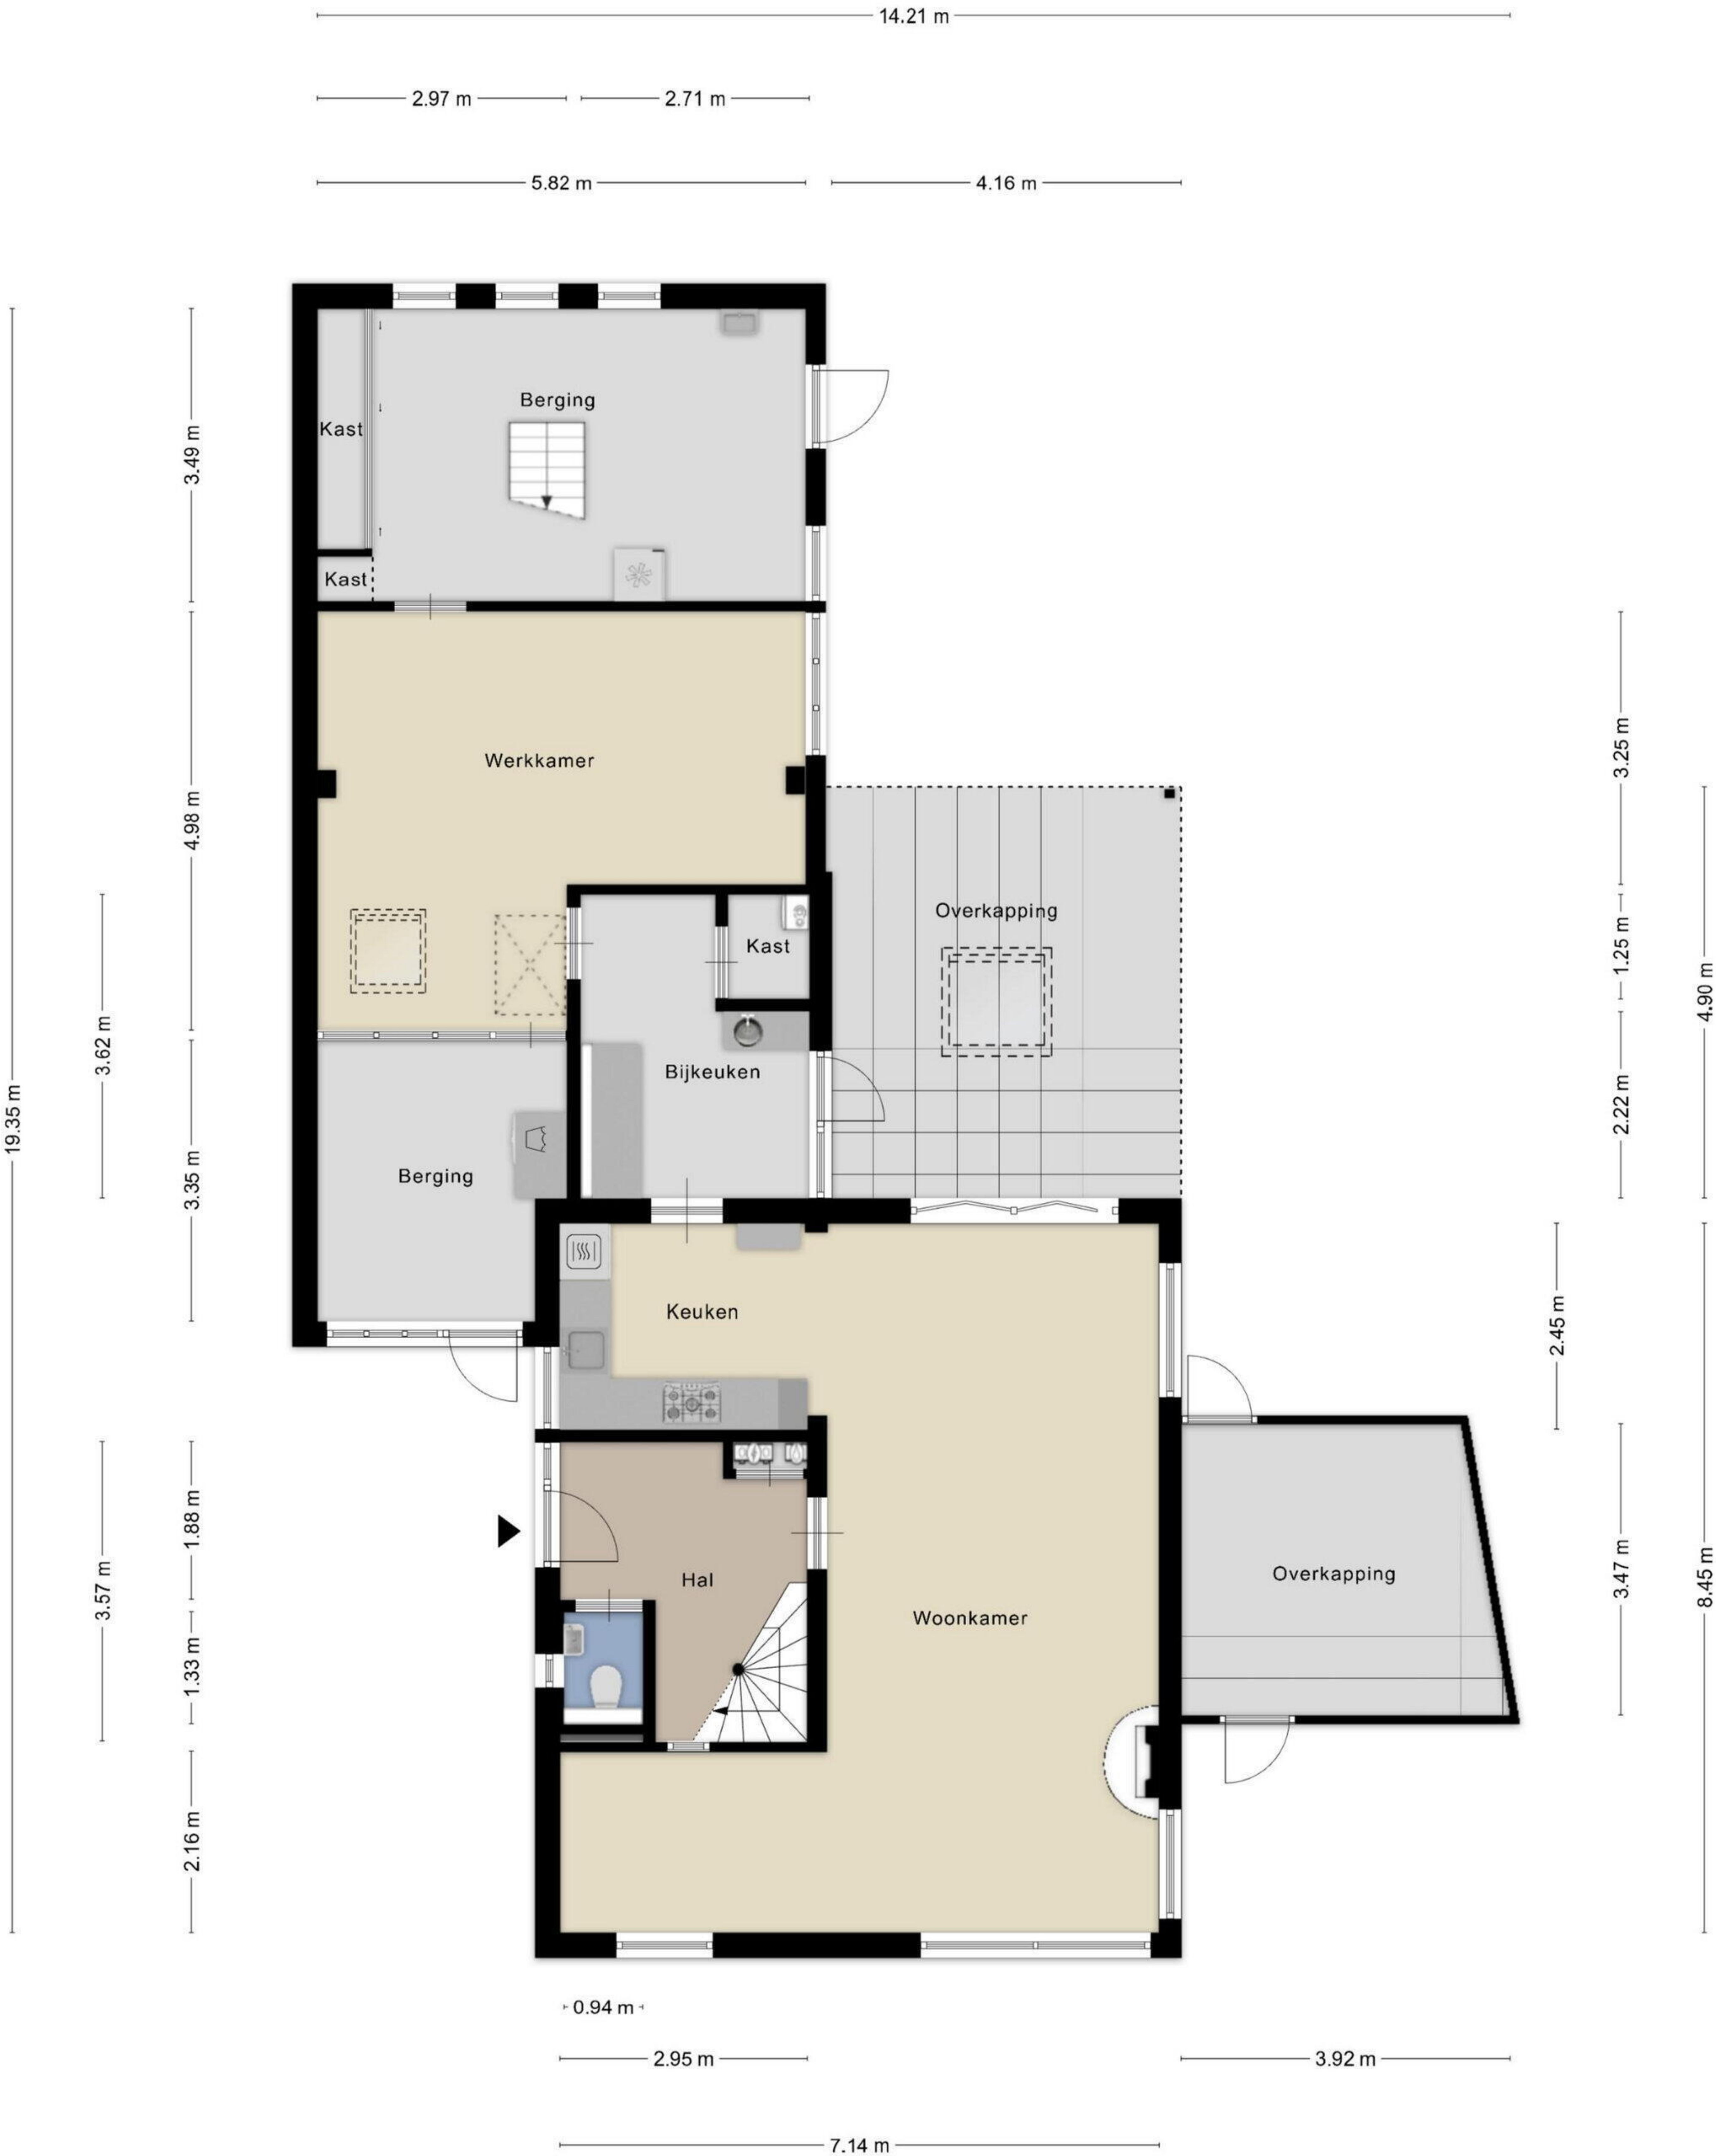 14.21 m
2.97 m
2.71 m
5.82 m
4.16 m
Berging
Kast
3.49 m
Kast
Werkkamer
3.25 m
4.98 m
Overkapping
Kast
1.25 m
4.90 m
3.62 m
Bijkeuken
2.22 m
19.35 m
Berging
3.35 m
Keuken
2.45 m
1.88 m
Overkapping
3.47 m
8.45 m
Hal
3.57 m
Woonkamer
1.33 m
2.16 m
0.94 m
2.95 m
3.92 m
7.14 m